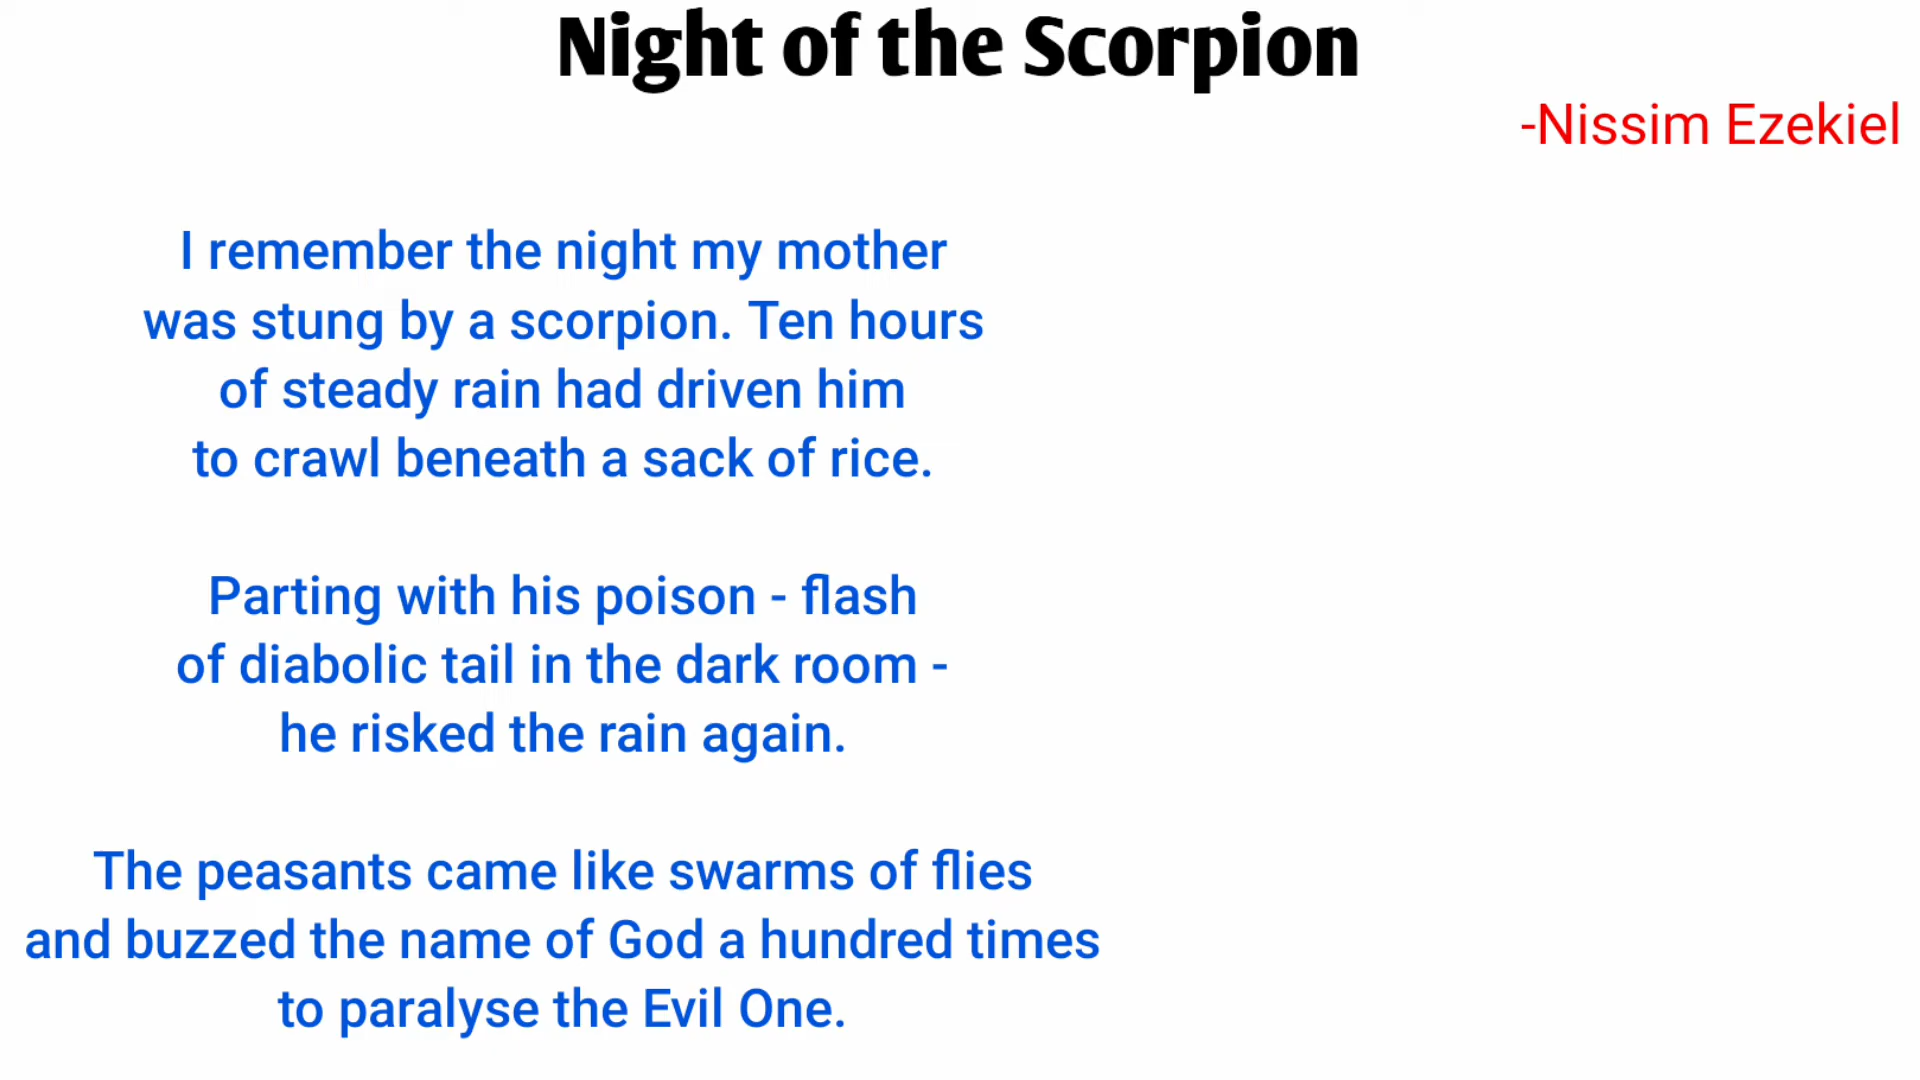 Night of the Scorpion
-Nissim Ezekiel
I remember the night my mother
was stung by a scorpion. Ten hours
of steady rain had driven him
to crawl beneath a sack of rice.
Parting with his poison - flash
of diabolic tail in the dark room -
he risked the rain again.
The peasants came like swarms of flies
and buzzed the name of God a hundred times
to paralyse the Evil One.